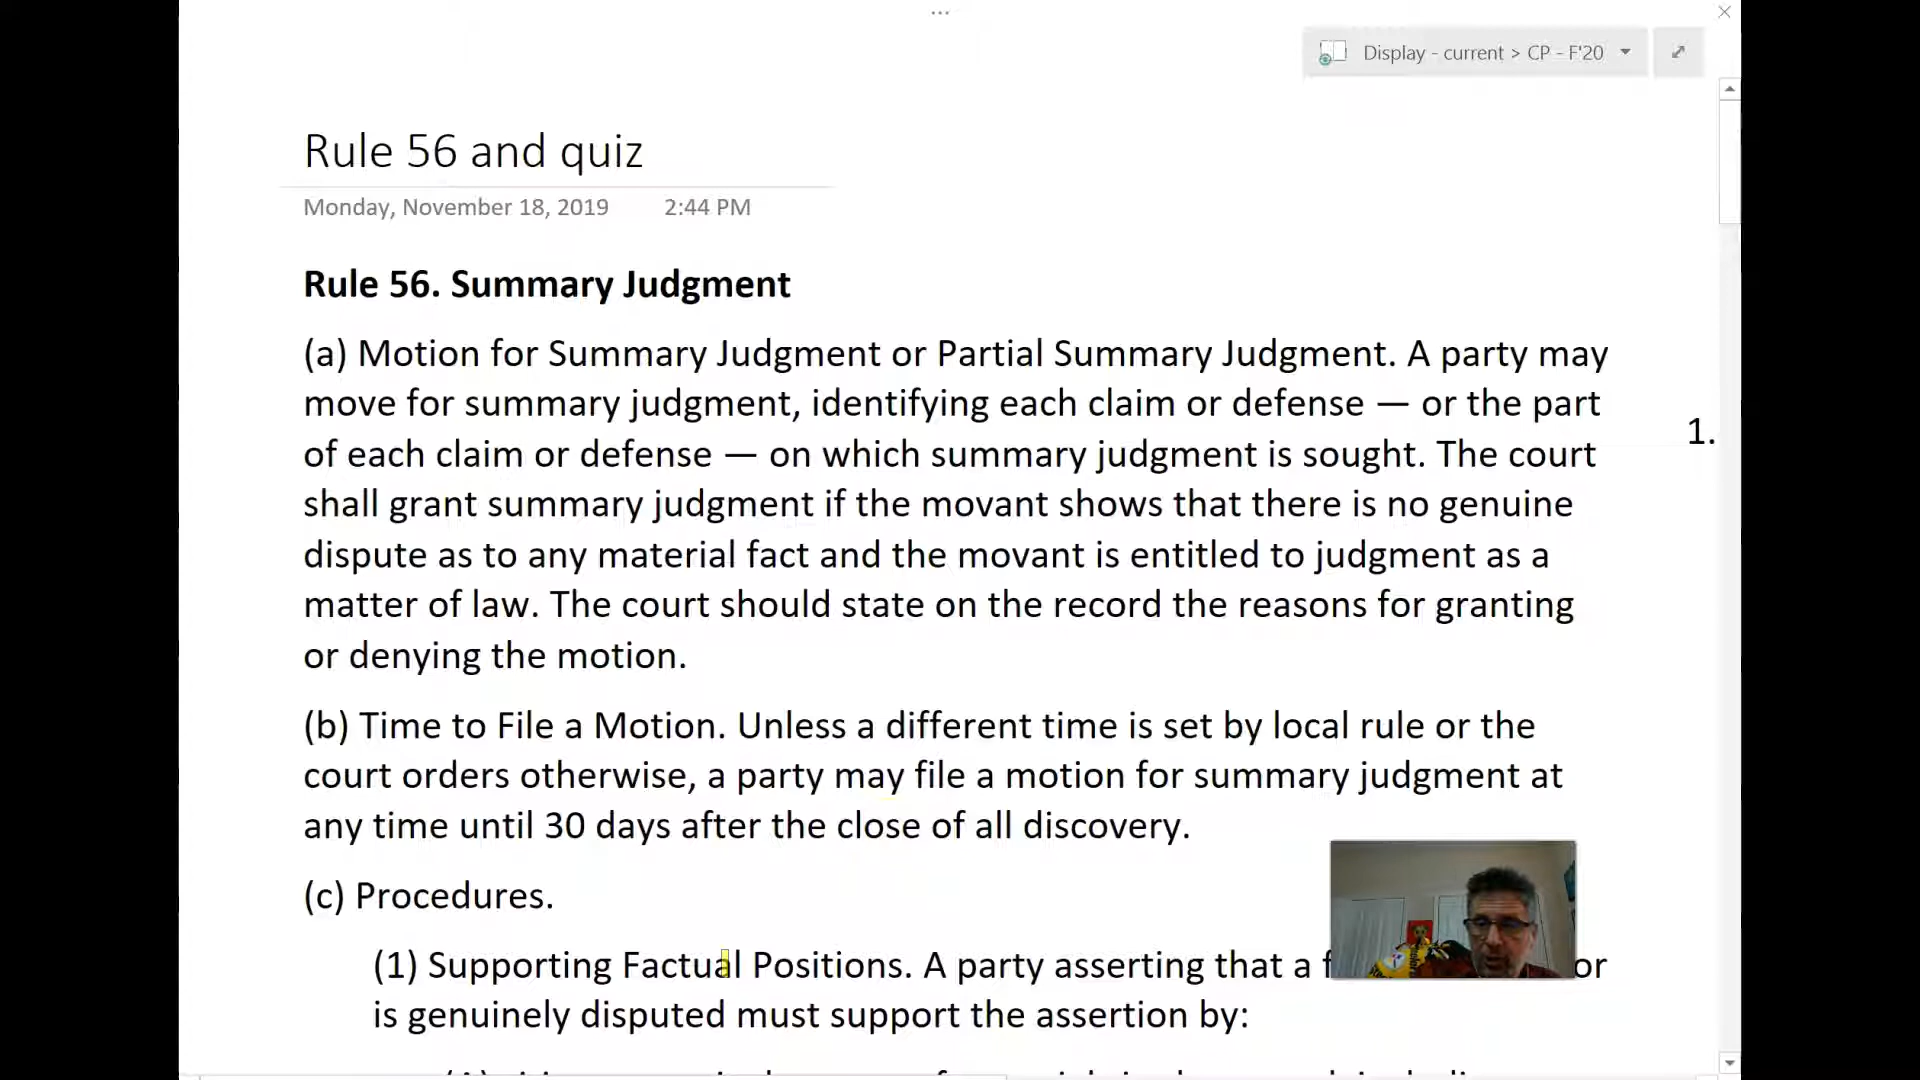 Display - current > CP - F'20
Rule 56 and quiz
Monday, November 18, 2019 2:44 PM
Rule 56. Summary Judgment
(a) Motion for Summary Judgment or Partial Summary Judgment. A party may
move for summary judgment, identifying each claim or defense — or the part
1.
of each claim or defense — on which summary judgment is sought. The court
shall grant summary judgment if the movant shows that there is no genuine
dispute as to any material fact and the movant is entitled to judgment as a
matter of law. The court should state on the record the reasons for granting
or denying the motion.
(b) Time to File a Motion. Unless a different time is set by local rule or the
court orders otherwise, a party may file a motion for summary judgment at
any time until 30 days after the close of all discovery.
(c) Procedures.
(1) Supporting Factual Positions. A party asserting that a or
is genuinely disputed must support the assertion by: